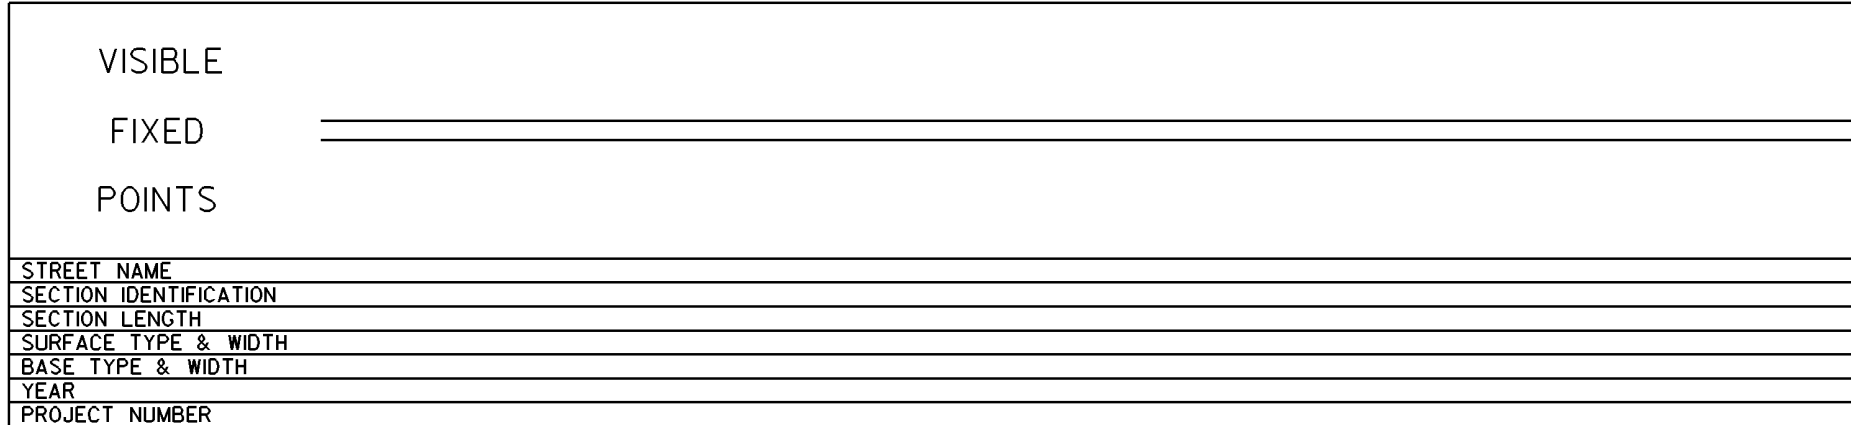 VISIBLE
FIXED
POINTS
STREET NAME
SECTION IDENTIFICATION
SECTION LENGTH
SURFACE TYPE & WIDTH
BASE TYPE & WIDTH
YEAR
PROJECT NUMBER